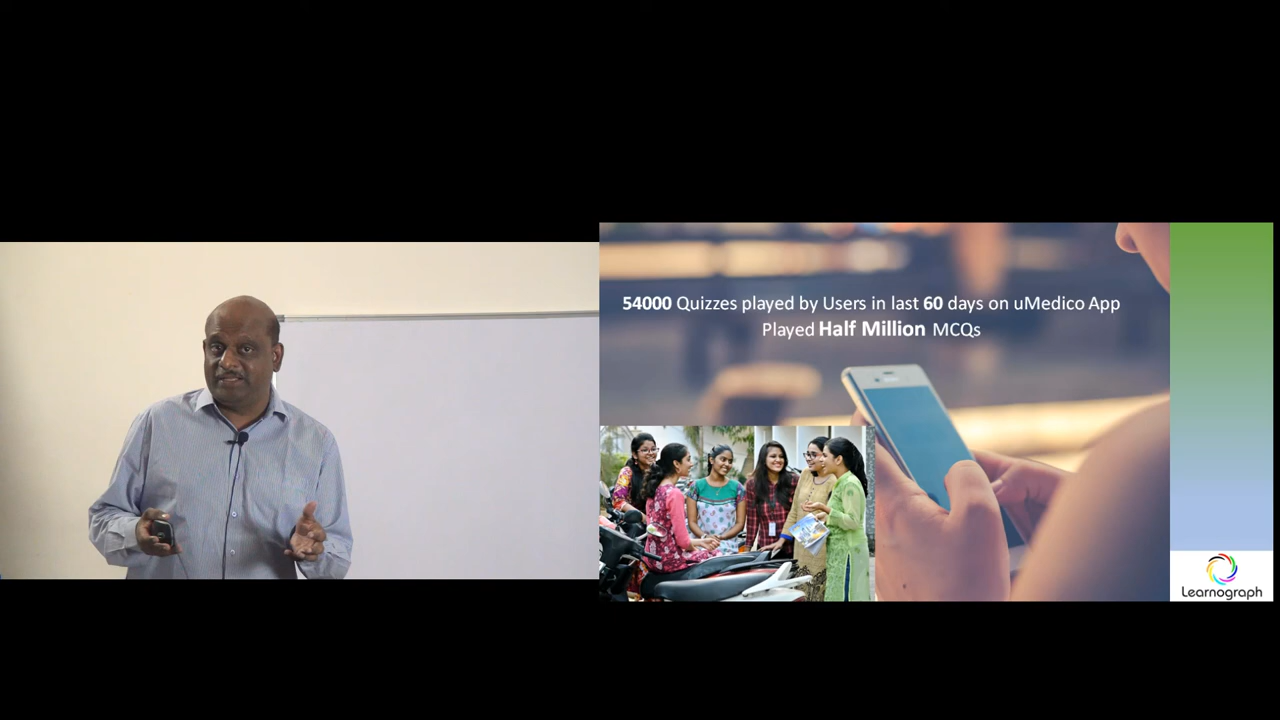 54000 Quizzes played by Users in last 60 days on uMedico App
Played Half Million MCQs
Learnograph